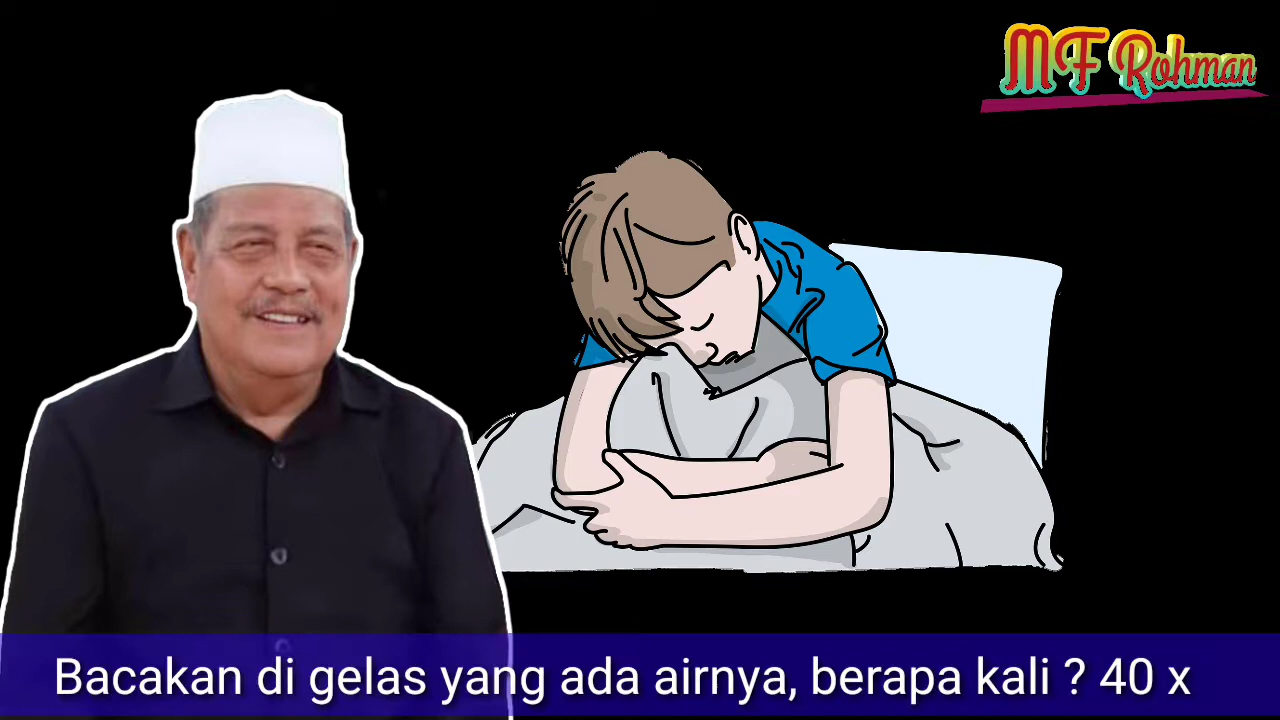 MF Rohman
Bacakan di gelas yang ada airnya, berapa kali ? 40 x